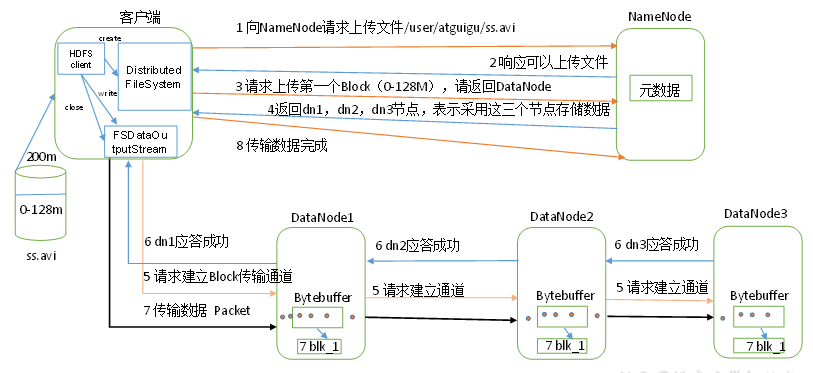 客户端
NameNode
1 向NameNode请求上传文件/user/atguigu/ss.avi
create
HDFS
client
Distributed
FileSystem
2 响应可以上传文件
3 请求上传第一个Block（0-128M），请返回DataNode
元数据
write
close
4返回dn1，dn2，dn3节点，表示采用这三个节点存储数据
FSDataOu
tputStream
8 传输数据完成
200m
0-128m
ss.avi
DataNode1
DataNode2
DataNode3
6 dn1应答成功
6 dn2应答成功
6 dn3应答成功
5 请求建立Block传输通道
5 请求建立通道
5 请求建立通道
Bytebuffer
Bytebuffer
Bytebuffer
7 传输数据 Packet
7 blk_1
7 blk_1
7 blk_1